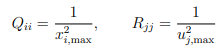 $$Q_{ii} = \frac{1}{x_{i,\max}^2}, \qquad R_{jj} = \frac{1}{u_{j,\max}^2}$$